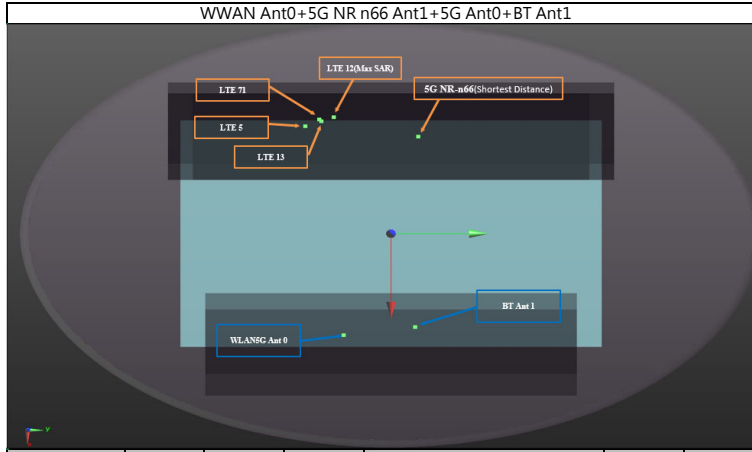 WWAN Ant0+5G NR n66 Ant1+5G Ant0+BT Ant1
LTE 12(Max SAR)
LTE 71
5G NR-n66(Shortest Distance)
LTE 5
LTE 13
BT Ant 1
WLAN5G Ant 0
Y